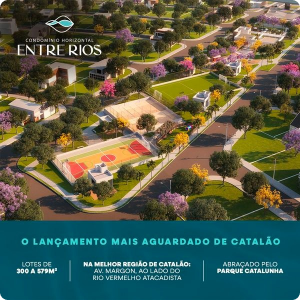 CONDOMÍNIO HORIZONTAL
ENTRE RIOS
O LANÇAMENTO MAIS AGUARDADO DE CATALÃO
LOTES DE
300 A 579M²
NA MELHOR REGIÃO DE CATALÃO:
AV. MARGON, AO LADO DO
RIO VERMELHO ATACADISTA
ABRAÇADO PELO
PARQUE CATALUNHA